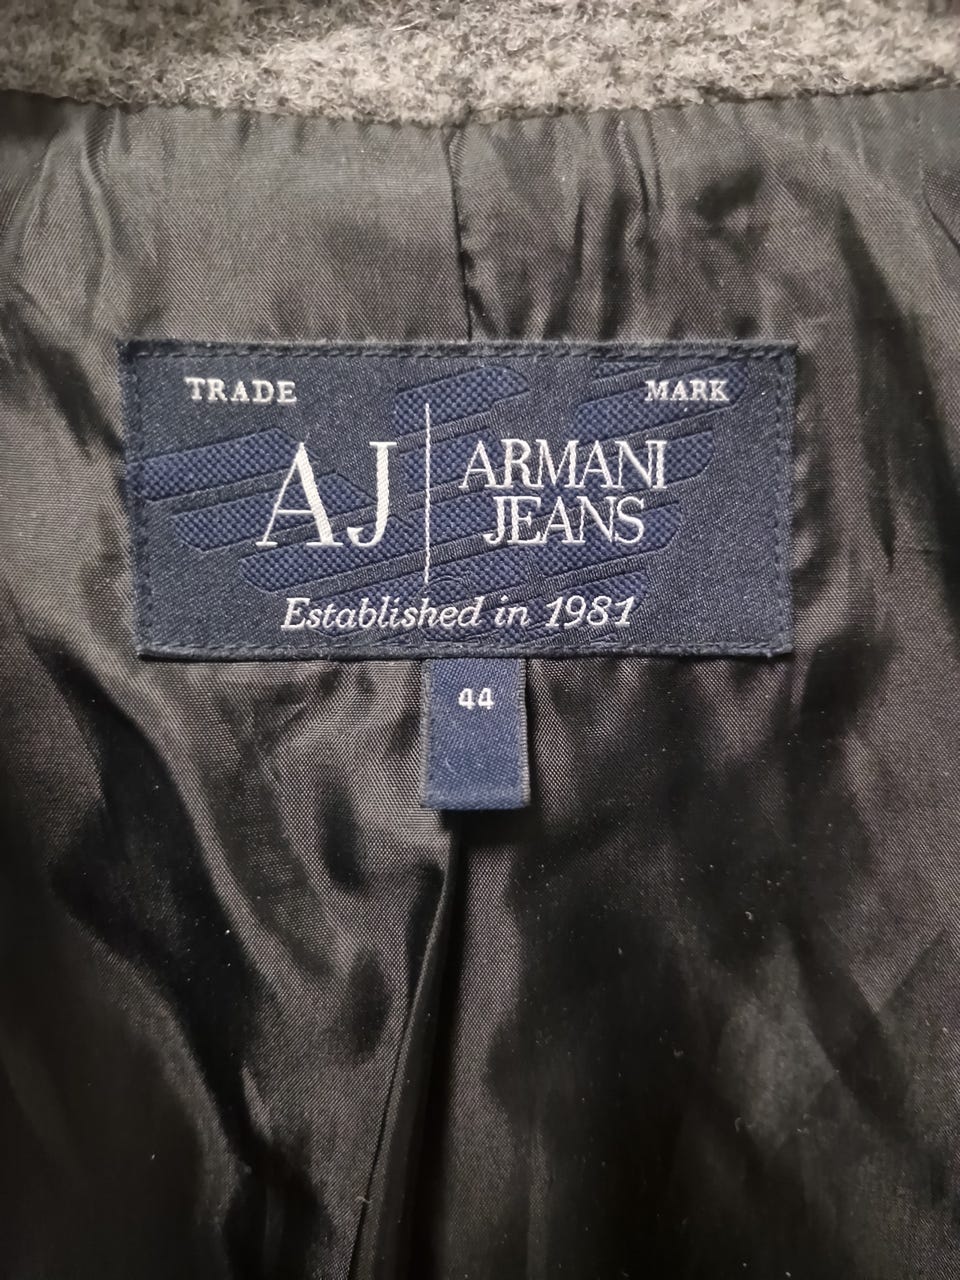 TRADE MARK
AJ ARMANI
JEANS
Established in 1981
44